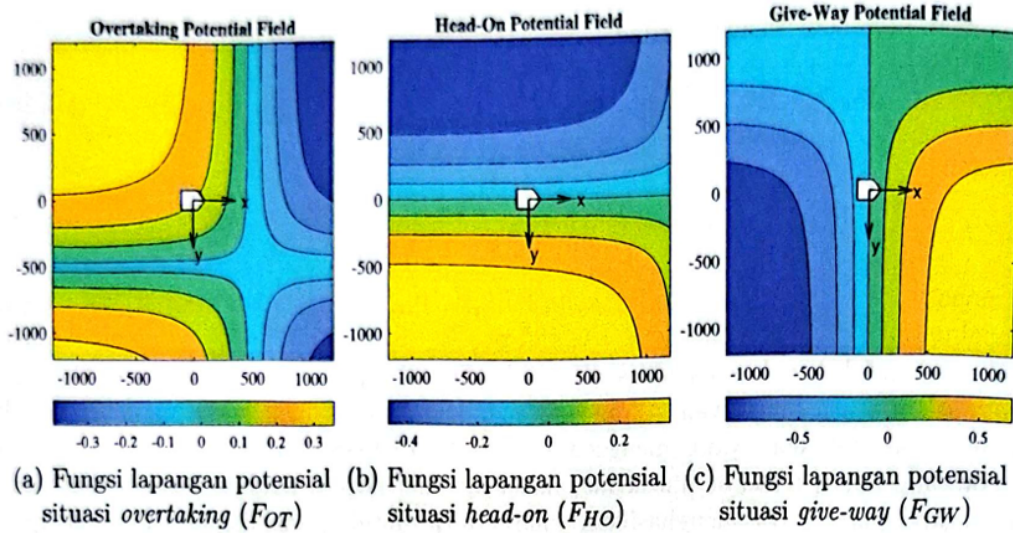 Overtaking Potential Field
1000
500
0
-500
-1000
x
y
-1000 -500 0 500 1000
-0.3 -0.2 -0.1 0 0.1 0.2 0.3
(a) Fungsi lapangan potensial
situasi overtaking (F_OT)
Head-On Potential Field
1000
500
0
-500
-1000
x
y
-1000 -500 0 500 1000
-0.4 -0.2 0 0.2
(b) Fungsi lapangan potensial
situasi head-on (F_HO)
Give-Way Potential Field
1000
500
0
-500
-1000
x
y
-1000 -500 0 500 1000
-0.5 0 0.5
(c) Fungsi lapangan potensial
situasi give-way (F_GW)